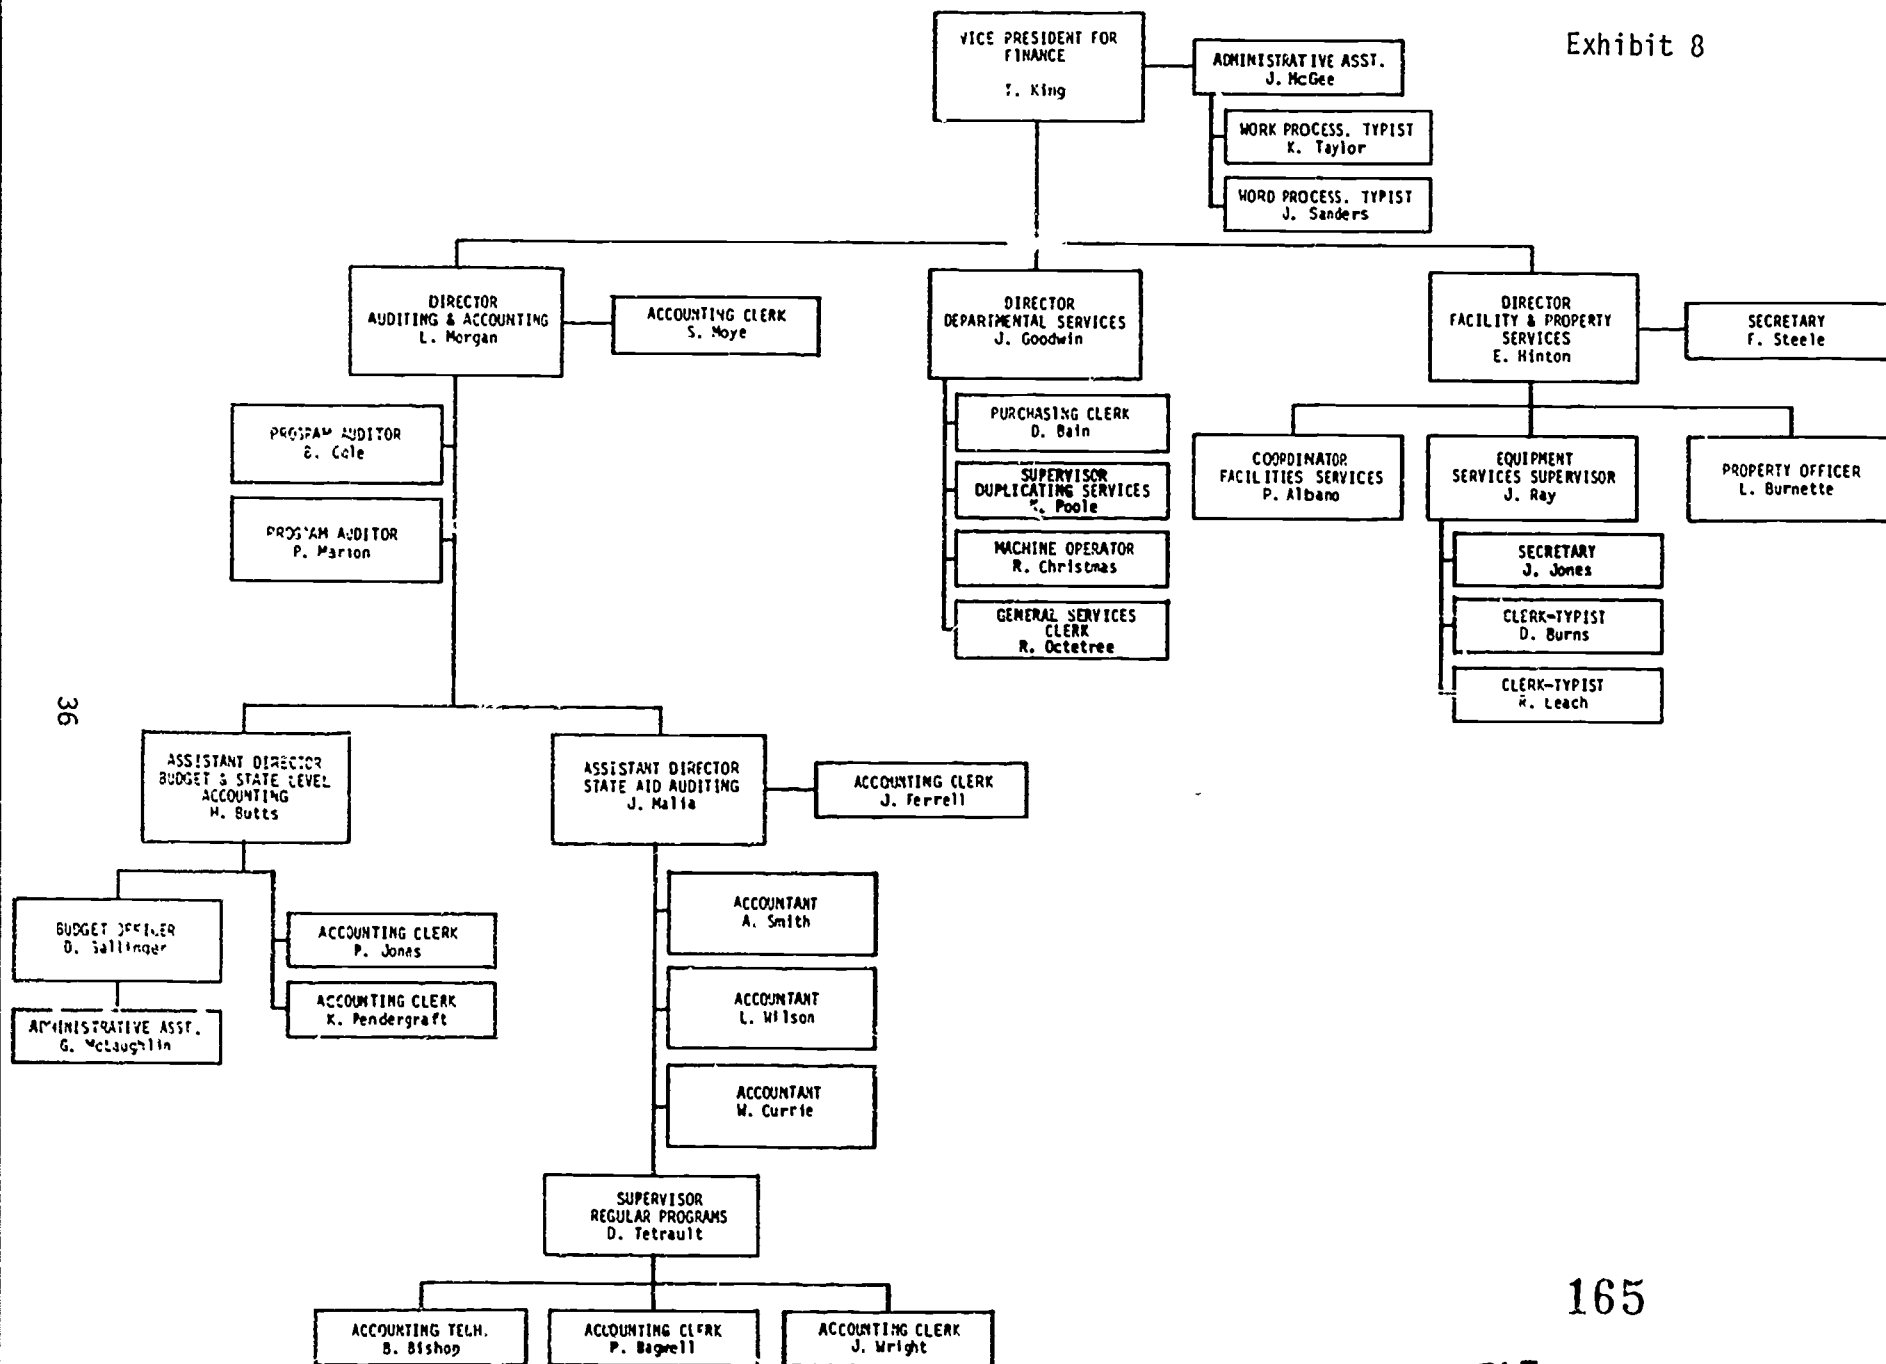 Exhibit 8
VICE PRESIDENT FOR
FINANCE
King
ADMINISTRATIVE ASST.
J. McGee
WORK PROCESS. TYPIST
K. Taylor
WORD PROCESS. TYPIST
J. Sanders
DIRECTOR
AUDITING & ACCOUNTING
L. Morgan
ACCOUNTING CLERK
S. Moye
DIRECTOR
DEPARTMENTAL SERVICES
J. Goodwin
DIRECTOR
FACILITY & PROPERTY
SERVICES
E. Hinton
SECRETARY
F. Steele
PROGRAM AUDITOR
Cole
PROGRAM AUDITOR
P. Marion
PURCHASING CLERK
D. Bain
SUPERVISOR
DUPLICATING SERVICES
Poole
MACHINE OPERATOR
R. Christmas
GENERAL SERVICES
CLERK
R. Octetree
COORDINATOR
FACILITIES SERVICES
P. Albano
EQUIPMENT
SERVICES SUPERVISOR
J. Ray
PROPERTY OFFICER
L. Burnette
SECRETARY
J. Jones
CLERK-TYPIST
D. Burns
CLERK-TYPIST
R. Leach
36
ASSISTANT DIRECTOR
BUDGET & STATE LEVEL
ACCOUNTING
H. Butts
ASSISTANT DIRECTOR
STATE AID AUDITING
J. Malia
ACCOUNTING CLERK
J. Ferrell
BUDGET OFFICER
ACCOUNTING CLERK
P. Jones
ACCOUNTING CLERK
K. Pendergraft
ADMINISTRATIVE ASST.
G. McLaughlin
ACCOUNTANT
A. Smith
ACCOUNTANT
L. Wilson
ACCOUNTANT
W. Currie
SUPERVISOR
REGULAR PROGRAMS
D. Tetrault
ACCOUNTING TECH.
B. Bishop
ACCOUNTING CLERK
P. Bagwell
ACCOUNTING CLERK
J. Wright
165